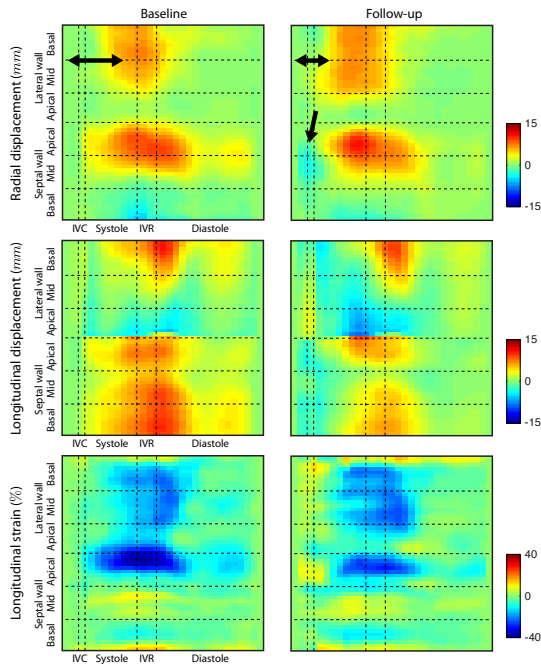 Baseline
Follow-up
Radial displacement (mm)
Lateral wall
Septal wall
Basal
Mid
Apical
Apical
Mid
Basal
15
0
-15
IVC Systole IVR Diastole
Longitudinal displacement (mm)
Lateral wall
Septal wall
Basal
Mid
Apical
Apical
Mid
Basal
15
0
-15
IVC Systole IVR Diastole
Longitudinal strain (%)
Lateral wall
Septal wall
Basal
Mid
Apical
Apical
Mid
Basal
40
20
0
-20
-40
IVC Systole IVR Diastole